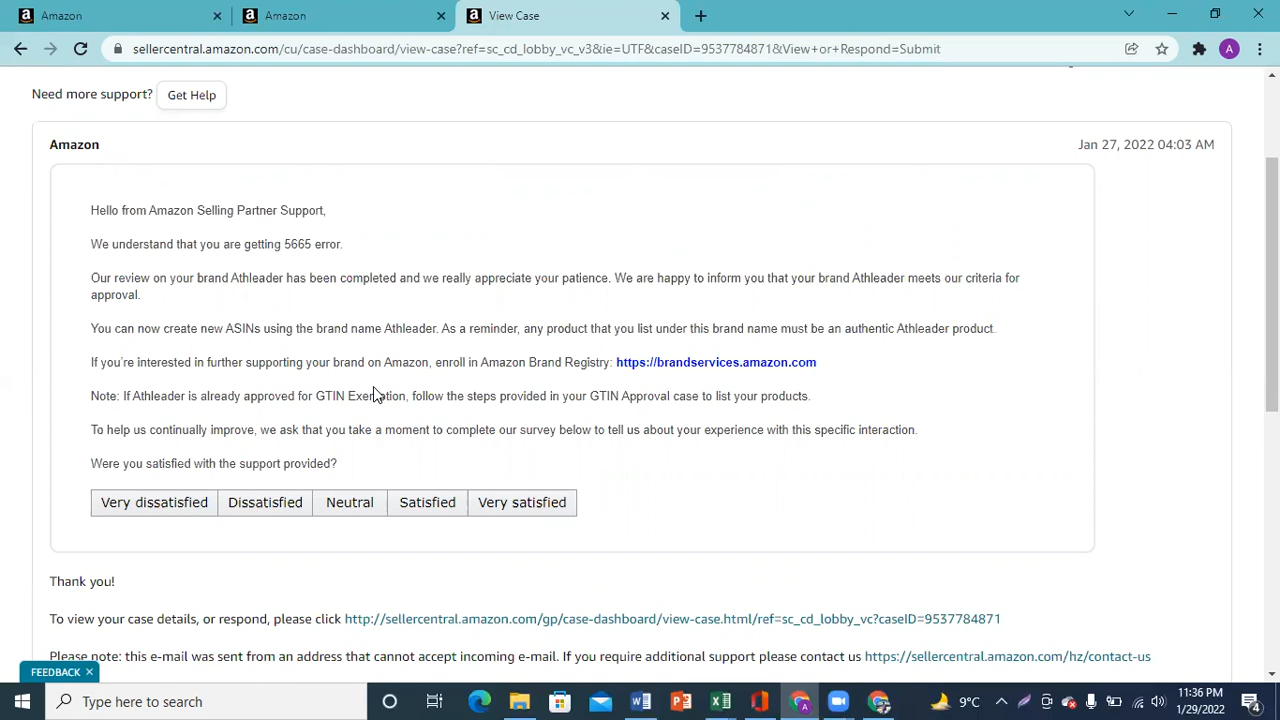 Amazon
Amazon
View Case
sellercentral.amazon.com/cu/case-dashboard/view-case?ref=sc_cd_lobby_vc_v3&ie=UTF&caseID=9537784871&View+or+Respond=Submit
A
Need more support? Get Help
Amazon
Jan 27, 2022 04:03 AM
Hello from Amazon Selling Partner Support,
We understand that you are getting 5665 error.
Our review on your brand Athleader has been completed and we really appreciate your patience. We are happy to inform you that your brand Athleader meets our criteria for
approval.
You can now create new ASINs using the brand name Athleader. As a reminder, any product that you list under this brand name must be an authentic Athleader product.
If you're interested in further supporting your brand on Amazon, enroll in Amazon Brand Registry: https://brandservices.amazon.com
Note: If Athleader is already approved for GTIN Exemption, follow the steps provided in your GTIN Approval case to list your products.
To help us continually improve, we ask that you take a moment to complete our survey below to tell us about your experience with this specific interaction.
Were you satisfied with the support provided?
Very dissatisfied Dissatisfied Neutral Satisfied Very satisfied
Thank you!
To view your case details, or respond, please click http://sellercentral.amazon.com/gp/case-dashboard/view-case.html/ref=sc_cd_lobby_vc?caseID=9537784871
Please note: this e-mail was sent from an address that cannot accept incoming e-mail. If you require additional support please contact us https://sellercentral.amazon.com/hz/contact-us
FEEDBACK
Type here to search
9°C
11:36 PM
1/29/2022
4